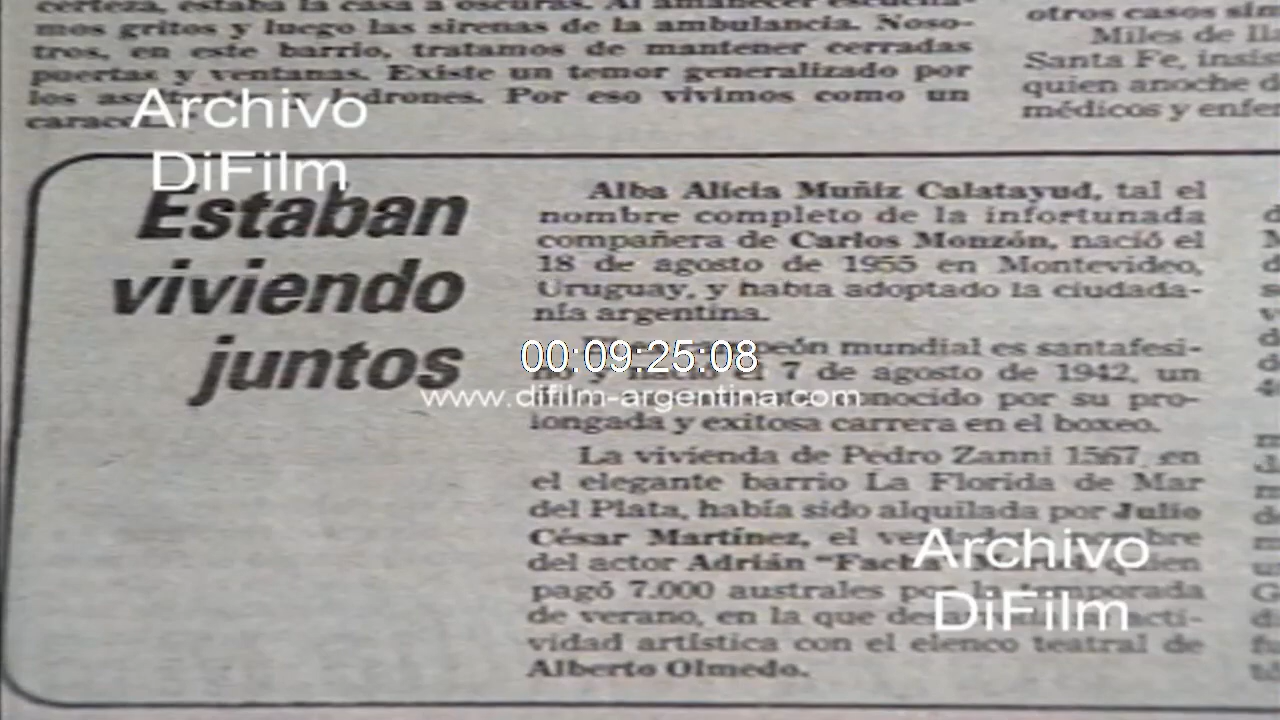 certeza, estaba la casa a oscuras. Al amanecer escucha-
mos gritos y luego las sirenas de la ambulancia. Noso-
tros, en este barrio, tratamos de mantener cerradas
puertas y ventanas. Existe un temor generalizado por
los y ladrones. Por eso vivimos como un
otros casos
Miles de
Santa Fe,
quien anoche
médicos y
Archivo
DiFilm
Estaban
viviendo
juntos
Alba Alicia Muñiz Calatayud, tal el
nombre completo de la infortunada
compañera de Carlos Monzón, nació el
18 de agosto de 1955 en Montevideo,
Uruguay, y había adoptado la ciudada-
nía argentina.
mundial es santafesi-
no y nació el 7 de agosto de 1942, un
conocido por su pro-
longada y exitosa carrera en el boxeo.
La vivienda de Pedro Zanni 1567, en
el elegante barrio La Florida de Mar
del Plata, había sido alquilada por Julio
César Martínez, el
del actor Adrián "Facha" quien
pagó 7.000 australes por la temporada
de verano, en la que
vidad artística con el elenco teatral de
Alberto Olmedo.
00:09:25:08
www.difilm-argentina.com
Archivo
DiFilm